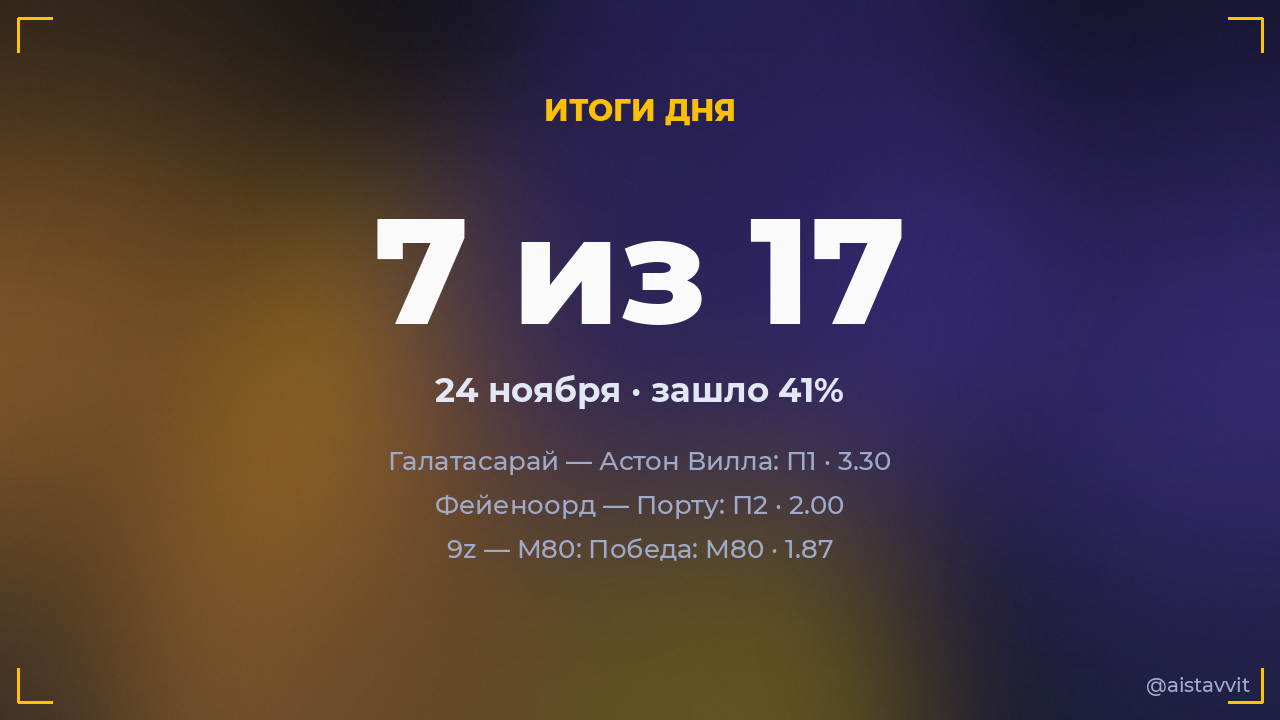 ИТОГИ ДНЯ
7 из 17
24 ноября · зашло 41%
Галатасарай — Астон Вилла: П1 · 3.30
Фейеноорд — Порту: П2 · 2.00
9z — M80: Победа: M80 · 1.87
@aistavvit